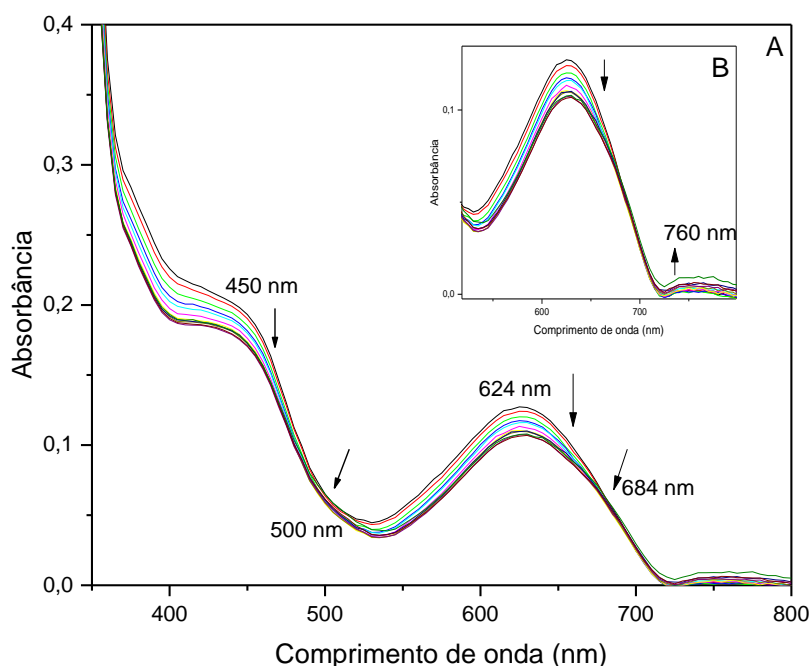 0,4
A
B
0,1
Absorbância
760 nm
0,0
600
700
Comprimento de onda (nm)
0,3
450 nm
0,2
Absorbância
624 nm
0,1
684 nm
500 nm
0,0
400
500
600
700
800
Comprimento de onda (nm)